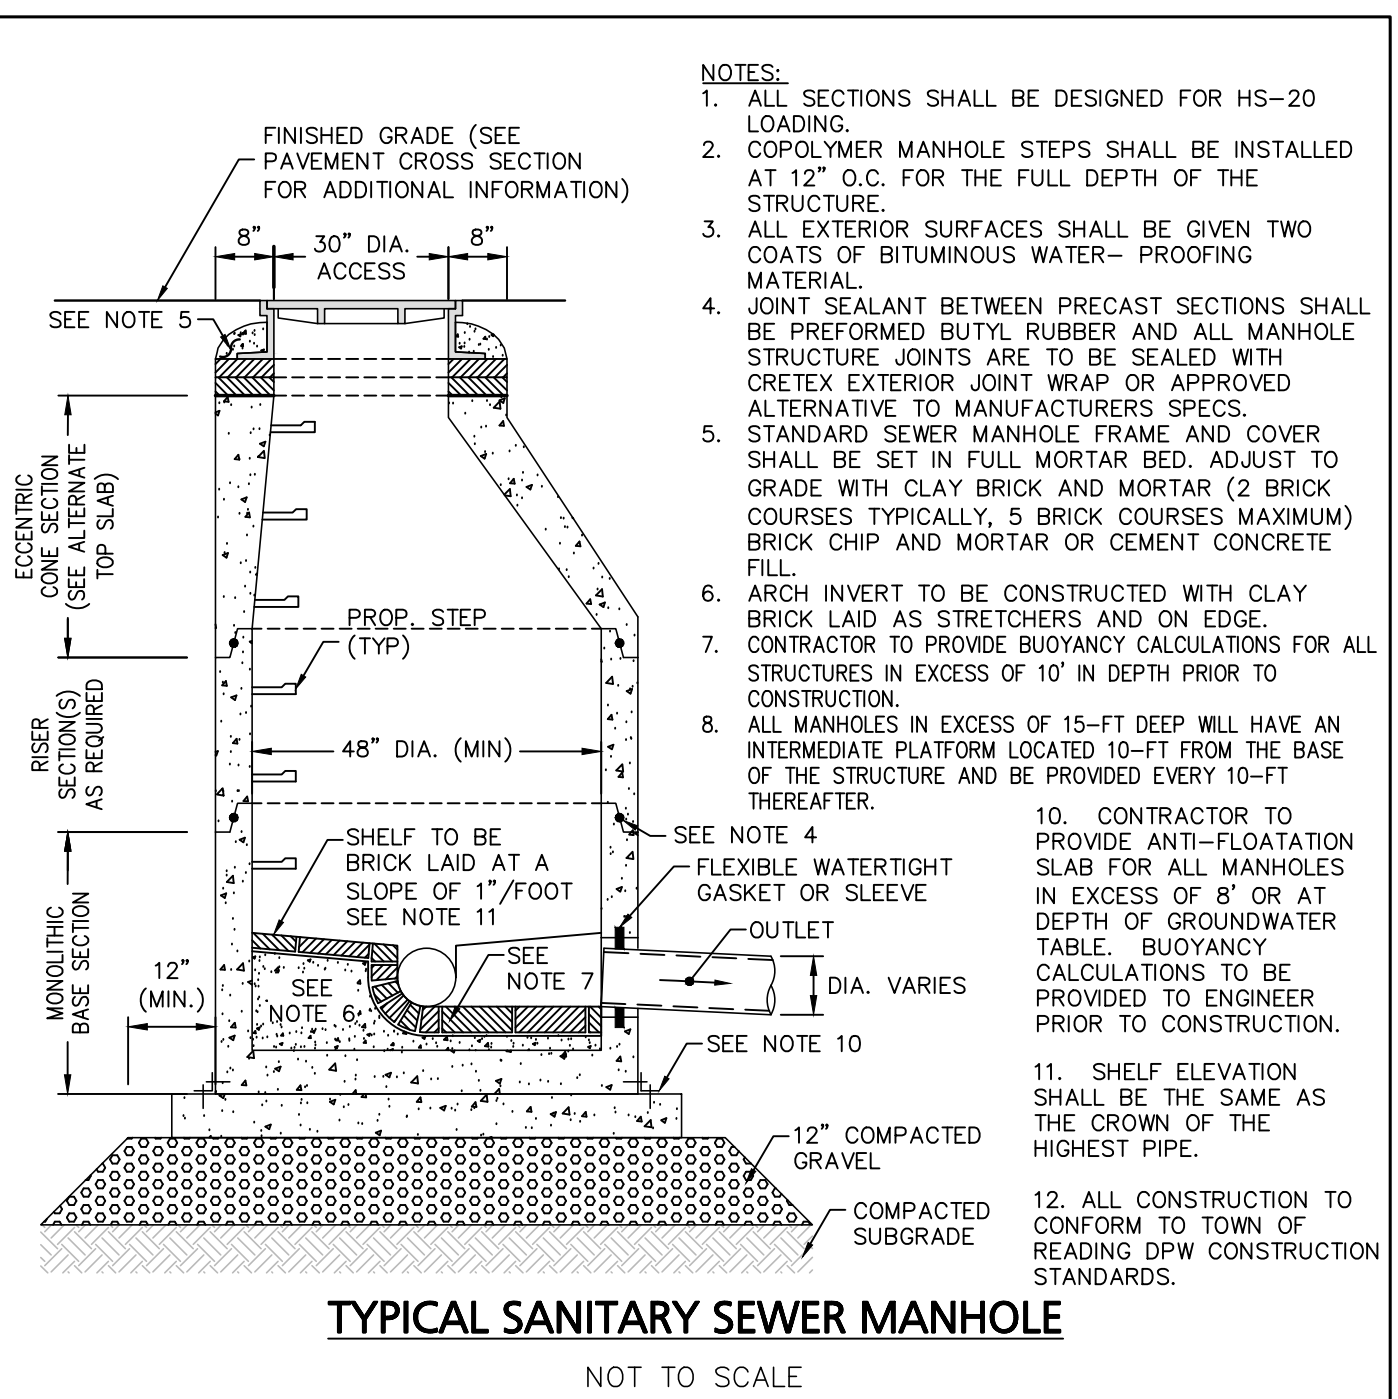 FINISHED GRADE (SEE
PAVEMENT CROSS SECTION
FOR ADDITIONAL INFORMATION)
8"
30" DIA.
ACCESS
8"
SEE NOTE 5
ECCENTRIC
CONE SECTION
(SEE ALTERNATE
TOP SLAB)
PROP. STEP
(TYP)
RISER
SECTION(S)
AS REQUIRED
48" DIA. (MIN)
SEE NOTE 4
SHELF TO BE
BRICK LAID AT A
SLOPE OF 1"/FOOT
SEE NOTE 11
FLEXIBLE WATERTIGHT
GASKET OR SLEEVE
OUTLET
MONOLITHIC
BASE SECTION
12"
(MIN.)
SEE
NOTE 6
SEE
NOTE 7
DIA. VARIES
SEE NOTE 10
12" COMPACTED
GRAVEL
COMPACTED
SUBGRADE
NOTES:
1. ALL SECTIONS SHALL BE DESIGNED FOR HS-20
LOADING.
2. COPOLYMER MANHOLE STEPS SHALL BE INSTALLED
AT 12" O.C. FOR THE FULL DEPTH OF THE
STRUCTURE.
3. ALL EXTERIOR SURFACES SHALL BE GIVEN TWO
COATS OF BITUMINOUS WATER- PROOFING
MATERIAL.
4. JOINT SEALANT BETWEEN PRECAST SECTIONS SHALL
BE PREFORMED BUTYL RUBBER AND ALL MANHOLE
STRUCTURE JOINTS ARE TO BE SEALED WITH
CRETEX EXTERIOR JOINT WRAP OR APPROVED
ALTERNATIVE TO MANUFACTURERS SPECS.
5. STANDARD SEWER MANHOLE FRAME AND COVER
SHALL BE SET IN FULL MORTAR BED. ADJUST TO
GRADE WITH CLAY BRICK AND MORTAR (2 BRICK
COURSES TYPICALLY, 5 BRICK COURSES MAXIMUM)
BRICK CHIP AND MORTAR OR CEMENT CONCRETE
FILL.
6. ARCH INVERT TO BE CONSTRUCTED WITH CLAY
BRICK LAID AS STRETCHERS AND ON EDGE.
7. CONTRACTOR TO PROVIDE BUOYANCY CALCULATIONS FOR ALL
STRUCTURES IN EXCESS OF 10' IN DEPTH PRIOR TO
CONSTRUCTION.
8. ALL MANHOLES IN EXCESS OF 15-FT DEEP WILL HAVE AN
INTERMEDIATE PLATFORM LOCATED 10-FT FROM THE BASE
OF THE STRUCTURE AND BE PROVIDED EVERY 10-FT
THEREAFTER.
10. CONTRACTOR TO
PROVIDE ANTI-FLOATATION
SLAB FOR ALL MANHOLES
IN EXCESS OF 8' OR AT
DEPTH OF GROUNDWATER
TABLE. BUOYANCY
CALCULATIONS TO BE
PROVIDED TO ENGINEER
PRIOR TO CONSTRUCTION.
11. SHELF ELEVATION
SHALL BE THE SAME AS
THE CROWN OF THE
HIGHEST PIPE.
12. ALL CONSTRUCTION TO
CONFORM TO TOWN OF
READING DPW CONSTRUCTION
STANDARDS.
TYPICAL SANITARY SEWER MANHOLE
NOT TO SCALE